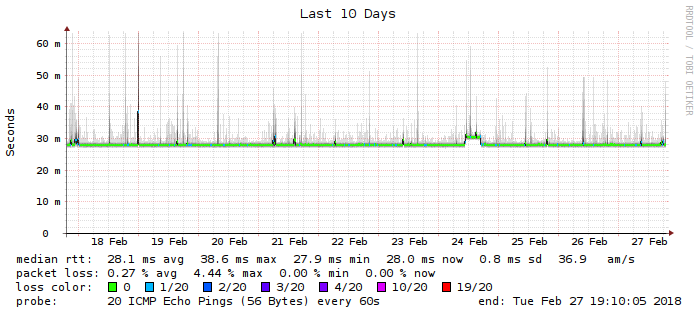 Last 10 Days
RRDTOOL / TOBI OETIKER
Seconds
60 m
50 m
40 m
30 m
20 m
10 m
0
18 Feb 19 Feb 20 Feb 21 Feb 22 Feb 23 Feb 24 Feb 25 Feb 26 Feb 27 Feb
median rtt: 28.1 ms avg 38.6 ms max 27.9 ms min 28.0 ms now 0.8 ms sd 36.9 am/s
packet loss: 0.27 % avg 4.44 % max 0.00 % min 0.00 % now
loss color: 0 1/20 2/20 3/20 4/20 10/20 19/20
probe: 20 ICMP Echo Pings (56 Bytes) every 60s end: Tue Feb 27 19:10:05 2018